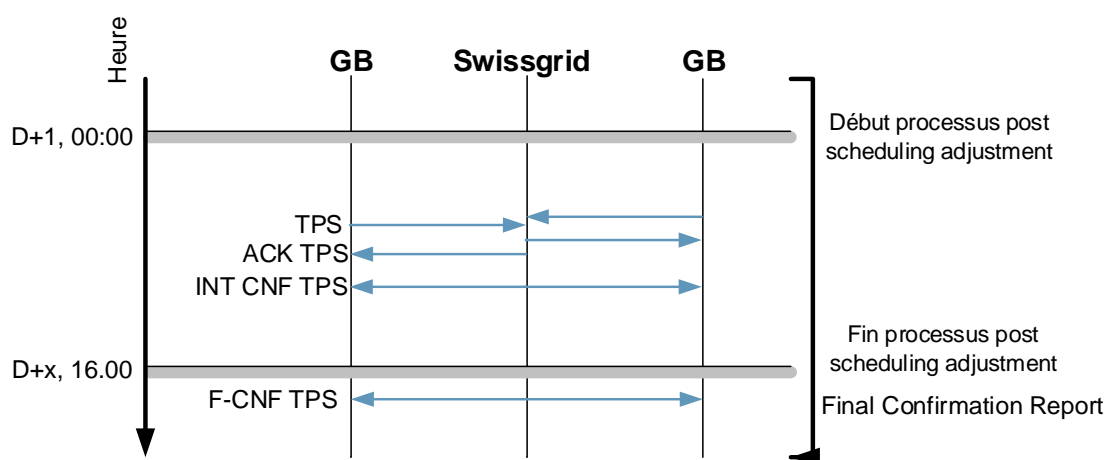 Heure
GB Swissgrid GB
D+1, 00:00
Début processus post
scheduling adjustment
TPS
ACK TPS
INT CNF TPS
Fin processus post
scheduling adjustment
D+x, 16.00
F-CNF TPS
Final Confirmation Report